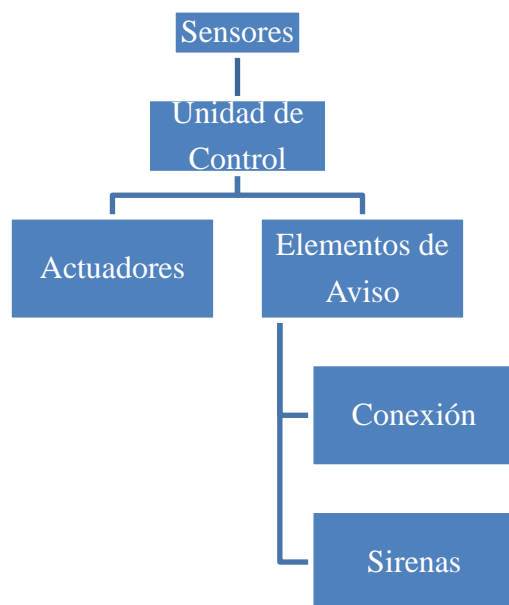 Sensores
Unidad de
Control
Actuadores
Elementos de
Aviso
Conexión
Sirenas